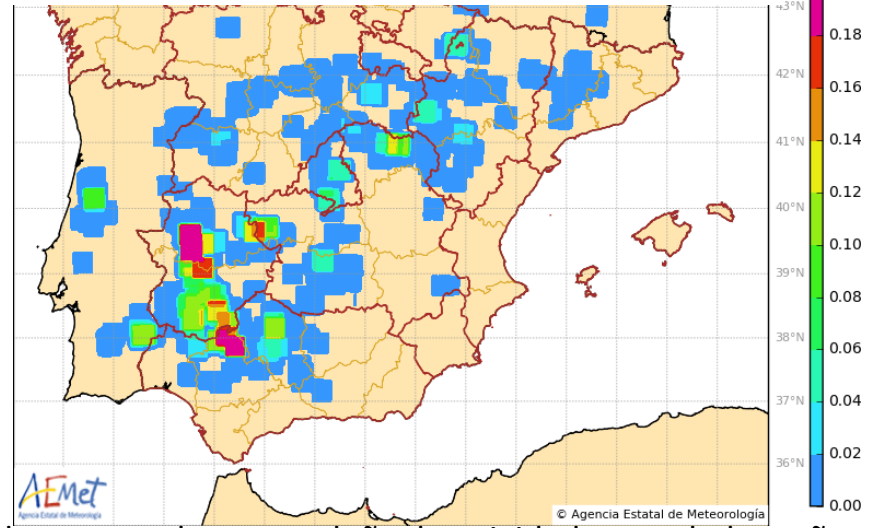 43°N
0.18
42°N
0.16
0.14
41°N
0.12
40°N
0.10
39°N
0.08
38°N
0.06
37°N
0.04
36°N
0.02
0.00
AEMet
Agencia Estatal de Meteorología
© Agencia Estatal de Meteorología